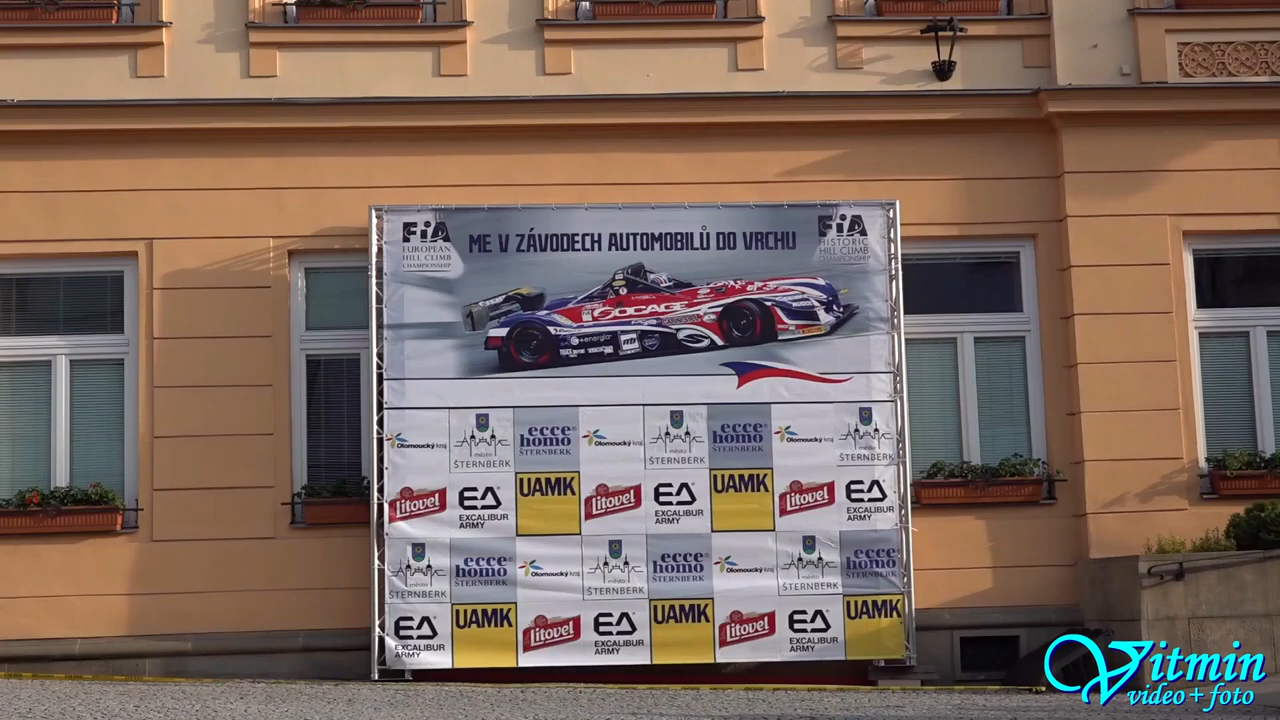 FiA
EUROPEAN
HILL CLIMB
CHAMPIONSHIP
ME V ZÁVODECH AUTOMOBILŮ DO VRCHU
FiA
HISTORIC
HILL CLIMB
CHAMPIONSHIP
SOCAGE
+energia
Olomoucký kraj
město
ŠTERNBERK
ecce
homo
ŠTERNBERK
Olomoucký kraj
město
ŠTERNBERK
ecce
homo
ŠTERNBERK
Olomoucký kraj
město
ŠTERNBERK
Litovel
EA
EXCALIBUR
ARMY
UAMK
Litovel
EA
EXCALIBUR
ARMY
UAMK
Litovel
EA
EXCALIBUR
ARMY
město
ŠTERNBERK
ecce
homo
ŠTERNBERK
Olomoucký kraj
město
ŠTERNBERK
ecce
homo
ŠTERNBERK
Olomoucký kraj
město
ŠTERNBERK
ecce
homo
ŠTERNBERK
EA
EXCALIBUR
ARMY
UAMK
Litovel
EA
EXCALIBUR
ARMY
UAMK
Litovel
EA
EXCALIBUR
ARMY
UAMK
Vitmin
video + foto